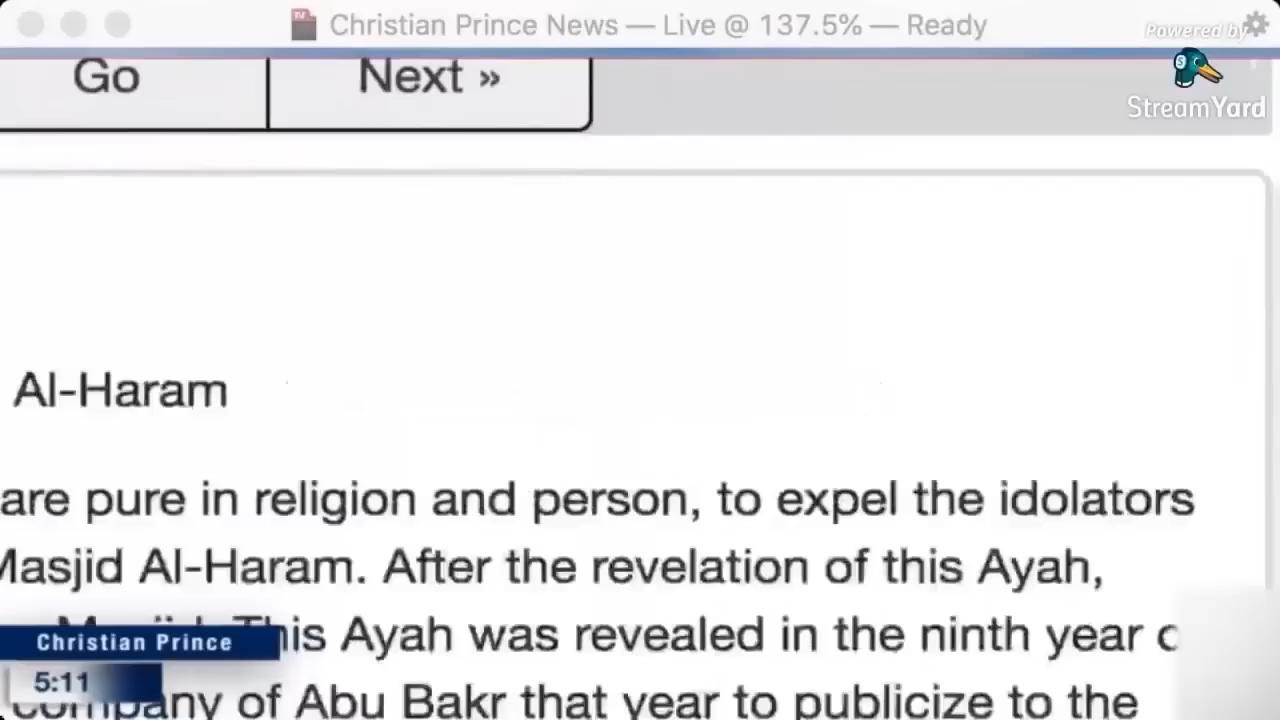 Christian Prince News — Live @ 137.5% — Ready
Powered by
StreamYard
Go
Next »
Al-Haram
are pure in religion and person, to expel the idolators
Masjid Al-Haram. After the revelation of this Ayah,
This Ayah was revealed in the ninth year
company of Abu Bakr that year to publicize to the
Christian Prince
5:11